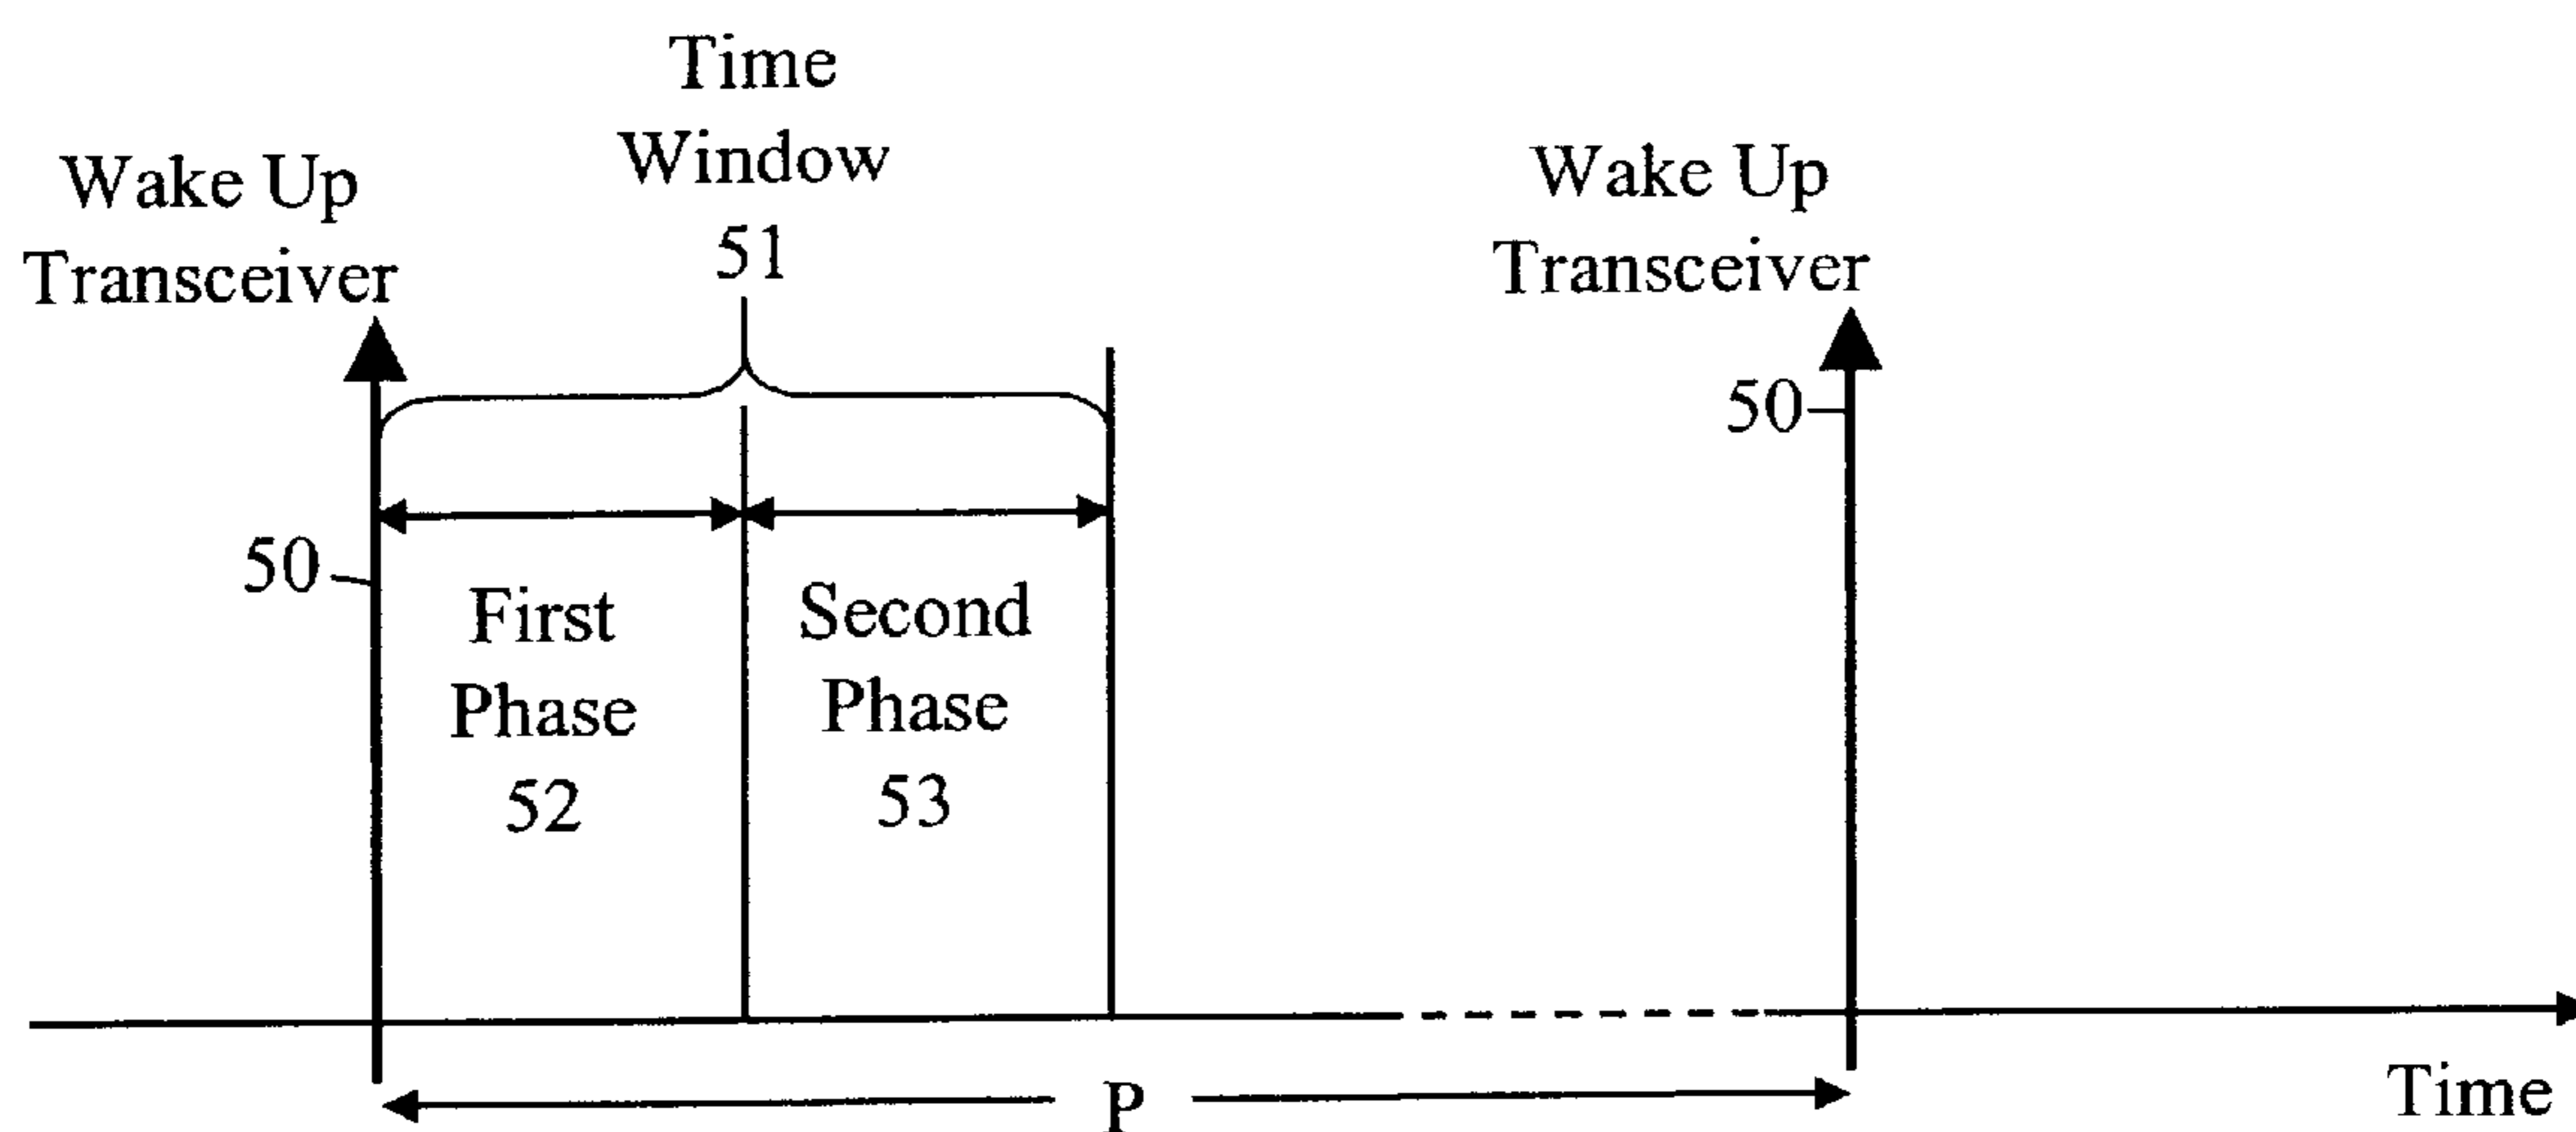 Time
Window
51
Wake Up
Transceiver
Wake Up
Transceiver
50
50
First
Phase
52
Second
Phase
53
P
Time